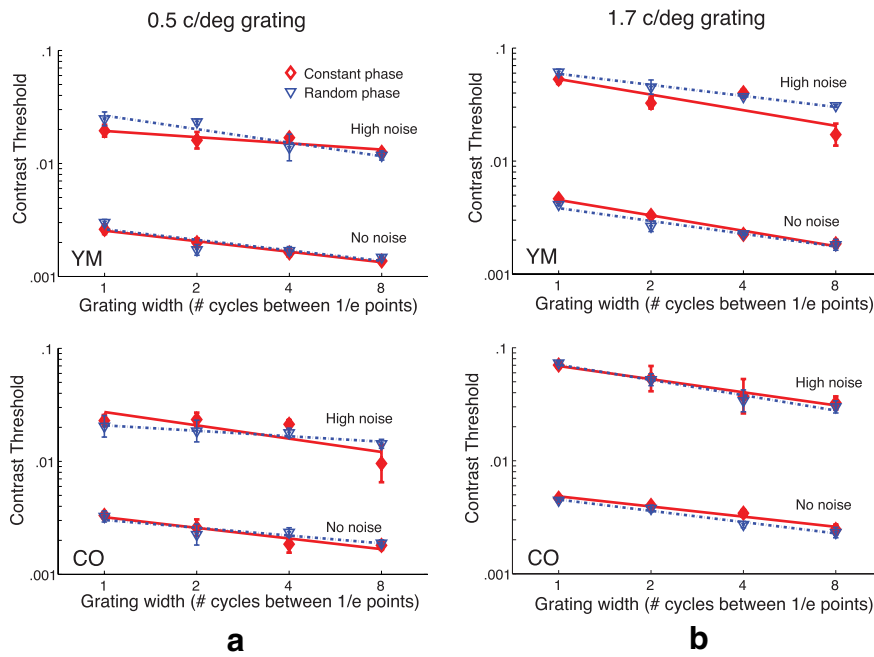 0.5 c/deg grating
1.7 c/deg grating
.1
.01
.001
Contrast Threshold
Constant phase
Random phase
High noise
No noise
YM
1 2 4 8
Grating width (# cycles between 1/e points)
.1
.01
.001
Contrast Threshold
High noise
No noise
YM
1 2 4 8
Grating width (# cycles between 1/e points)
.1
.01
.001
Contrast Threshold
High noise
No noise
CO
1 2 4 8
Grating width (# cycles between 1/e points)
.1
.01
.001
Contrast Threshold
High noise
No noise
CO
1 2 4 8
Grating width (# cycles between 1/e points)
a
b